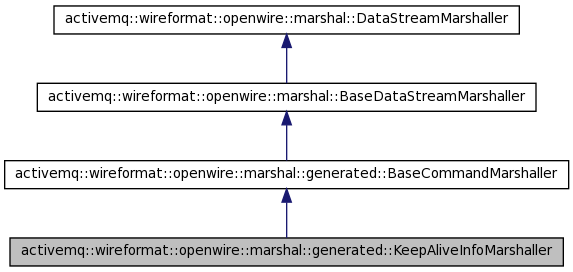 activemq::wireformat::openwire::marshal::DataStreamMarshaller
activemq::wireformat::openwire::marshal::BaseDataStreamMarshaller
activemq::wireformat::openwire::marshal::generated::BaseCommandMarshaller
activemq::wireformat::openwire::marshal::generated::KeepAliveInfoMarshaller